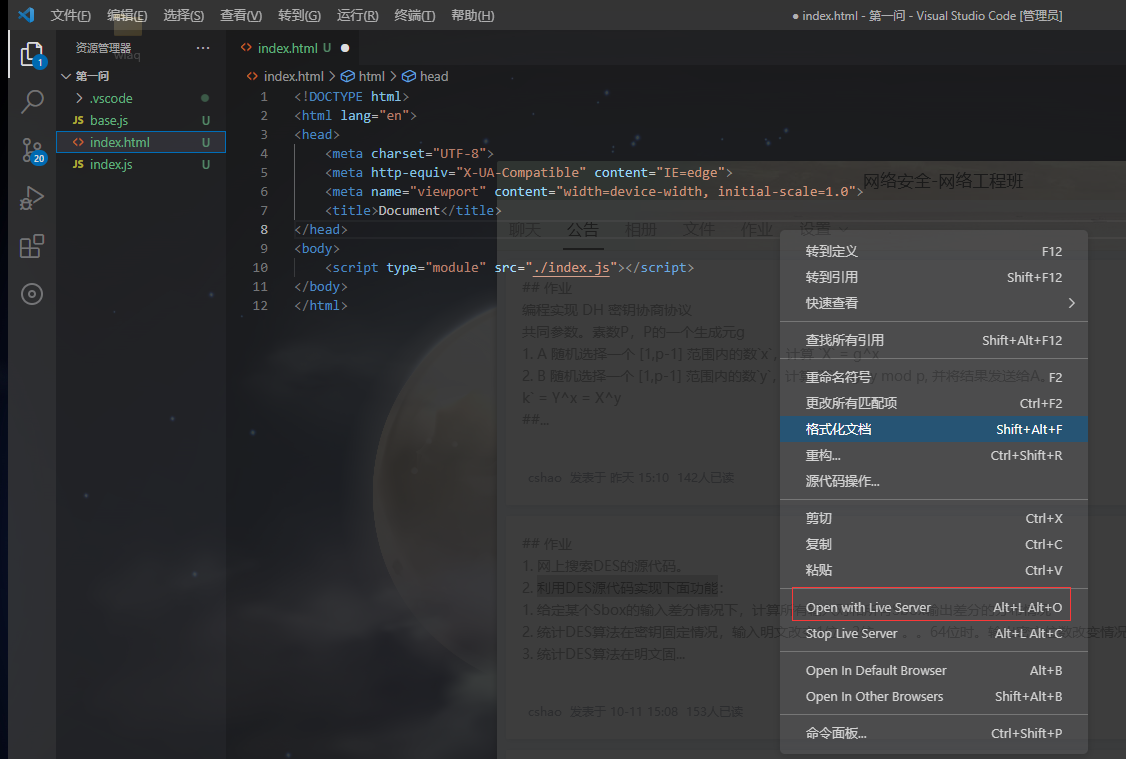 文件(F) 编辑(E) 选择(S) 查看(V) 转到(G) 运行(R) 终端(T) 帮助(H) ● index.html - 第一问 - Visual Studio Code [管理员]
资源管理器 ···
wlaq
第一问
.vscode
JS base.js U
<> index.html U
JS index.js U
1
20
<> index.html U ●
<> index.html > html > head
1 <!DOCTYPE html>
2 <html lang="en">
3 <head>
4 <meta charset="UTF-8">
5 <meta http-equiv="X-UA-Compatible" content="IE=edge">
6 <meta name="viewport" content="width=device-width, initial-scale=1.0">
7 <title>Document</title>
8 </head>
9 <body>
10 <script type="module" src="./index.js"></script>
11 </body>
12 </html>
网络安全-网络工程班
聊天 公告 相册 文件 作业 设置
## 作业
编程实现 DH 密钥协商协议
共同参数。素数P，P的一个生成元g
1. A 随机选择一个 [1,p-1] 范围内的数`x`，计算 `X` = g^x
2. B 随机选择一个 [1,p-1] 范围内的数`y`，计 y mod p, 并将结果发送给A。
k` = Y^x = X^y
##...
cshao 发表于 昨天 15:10 142人已读
## 作业
1. 网上搜索DES的源代码。
2. 利用DES源代码实现下面功能：
1. 给定某个Sbox的输入差分情况下，计算所 输出差分的
2. 统计DES算法在密钥固定情况，输入明文改 64位时。输 改变情况
3. 统计DES算法在明文固...
cshao 发表于 10-11 15:08 153人已读
转到定义 F12
转到引用 Shift+F12
快速查看 >
查找所有引用 Shift+Alt+F12
重命名符号 F2
更改所有匹配项 Ctrl+F2
格式化文档 Shift+Alt+F
重构... Ctrl+Shift+R
源代码操作...
剪切 Ctrl+X
复制 Ctrl+C
粘贴 Ctrl+V
Open with Live Server Alt+L Alt+O
Stop Live Server Alt+L Alt+C
Open In Default Browser Alt+B
Open In Other Browsers Shift+Alt+B
命令面板... Ctrl+Shift+P